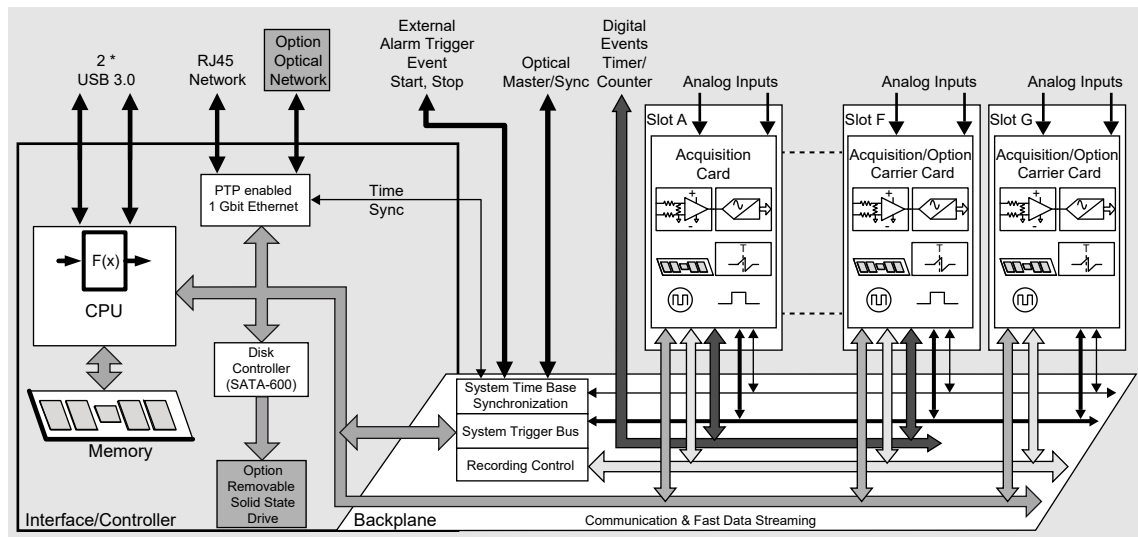 2 *
USB 3.0
RJ45
Network
Option
Optical
Network
External
Alarm Trigger
Event
Start, Stop
Optical
Master/Sync
Digital
Events
Timer/
Counter
Analog Inputs
Analog Inputs
Analog Inputs
Slot A
Acquisition
Card
+
-
T
Slot F
Acquisition/Option
Carrier Card
+
-
T
Slot G
Acquisition/Option
Carrier Card
+
-
T
PTP enabled
1 Gbit Ethernet
Time
Sync
F(x)
CPU
Memory
Disk
Controller
(SATA-600)
Option
Removable
Solid State
Drive
Interface/Controller
System Time Base
Synchronization
System Trigger Bus
Recording Control
Backplane
Communication & Fast Data Streaming